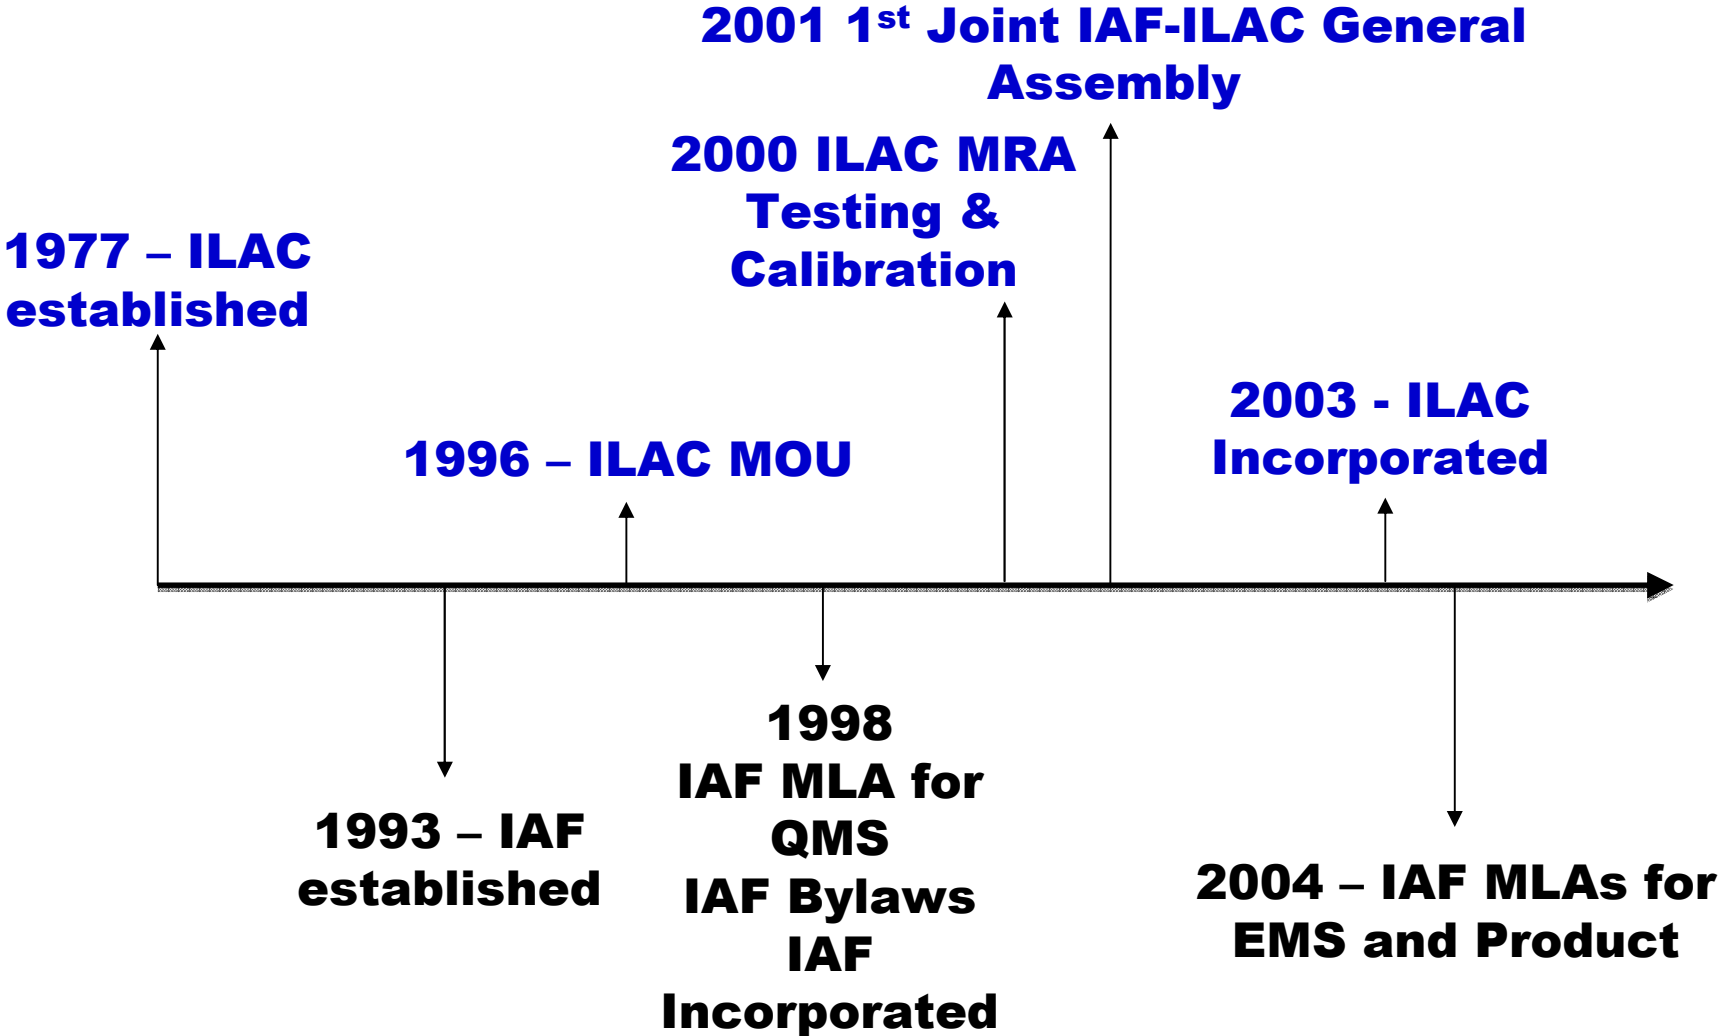 2001 1st Joint IAF-ILAC General
Assembly
2000 ILAC MRA
Testing &
Calibration
1977 – ILAC
established
2003 - ILAC
Incorporated
1996 – ILAC MOU
1998
IAF MLA for
QMS
IAF Bylaws
IAF
Incorporated
1993 – IAF
established
2004 – IAF MLAs for
EMS and Product